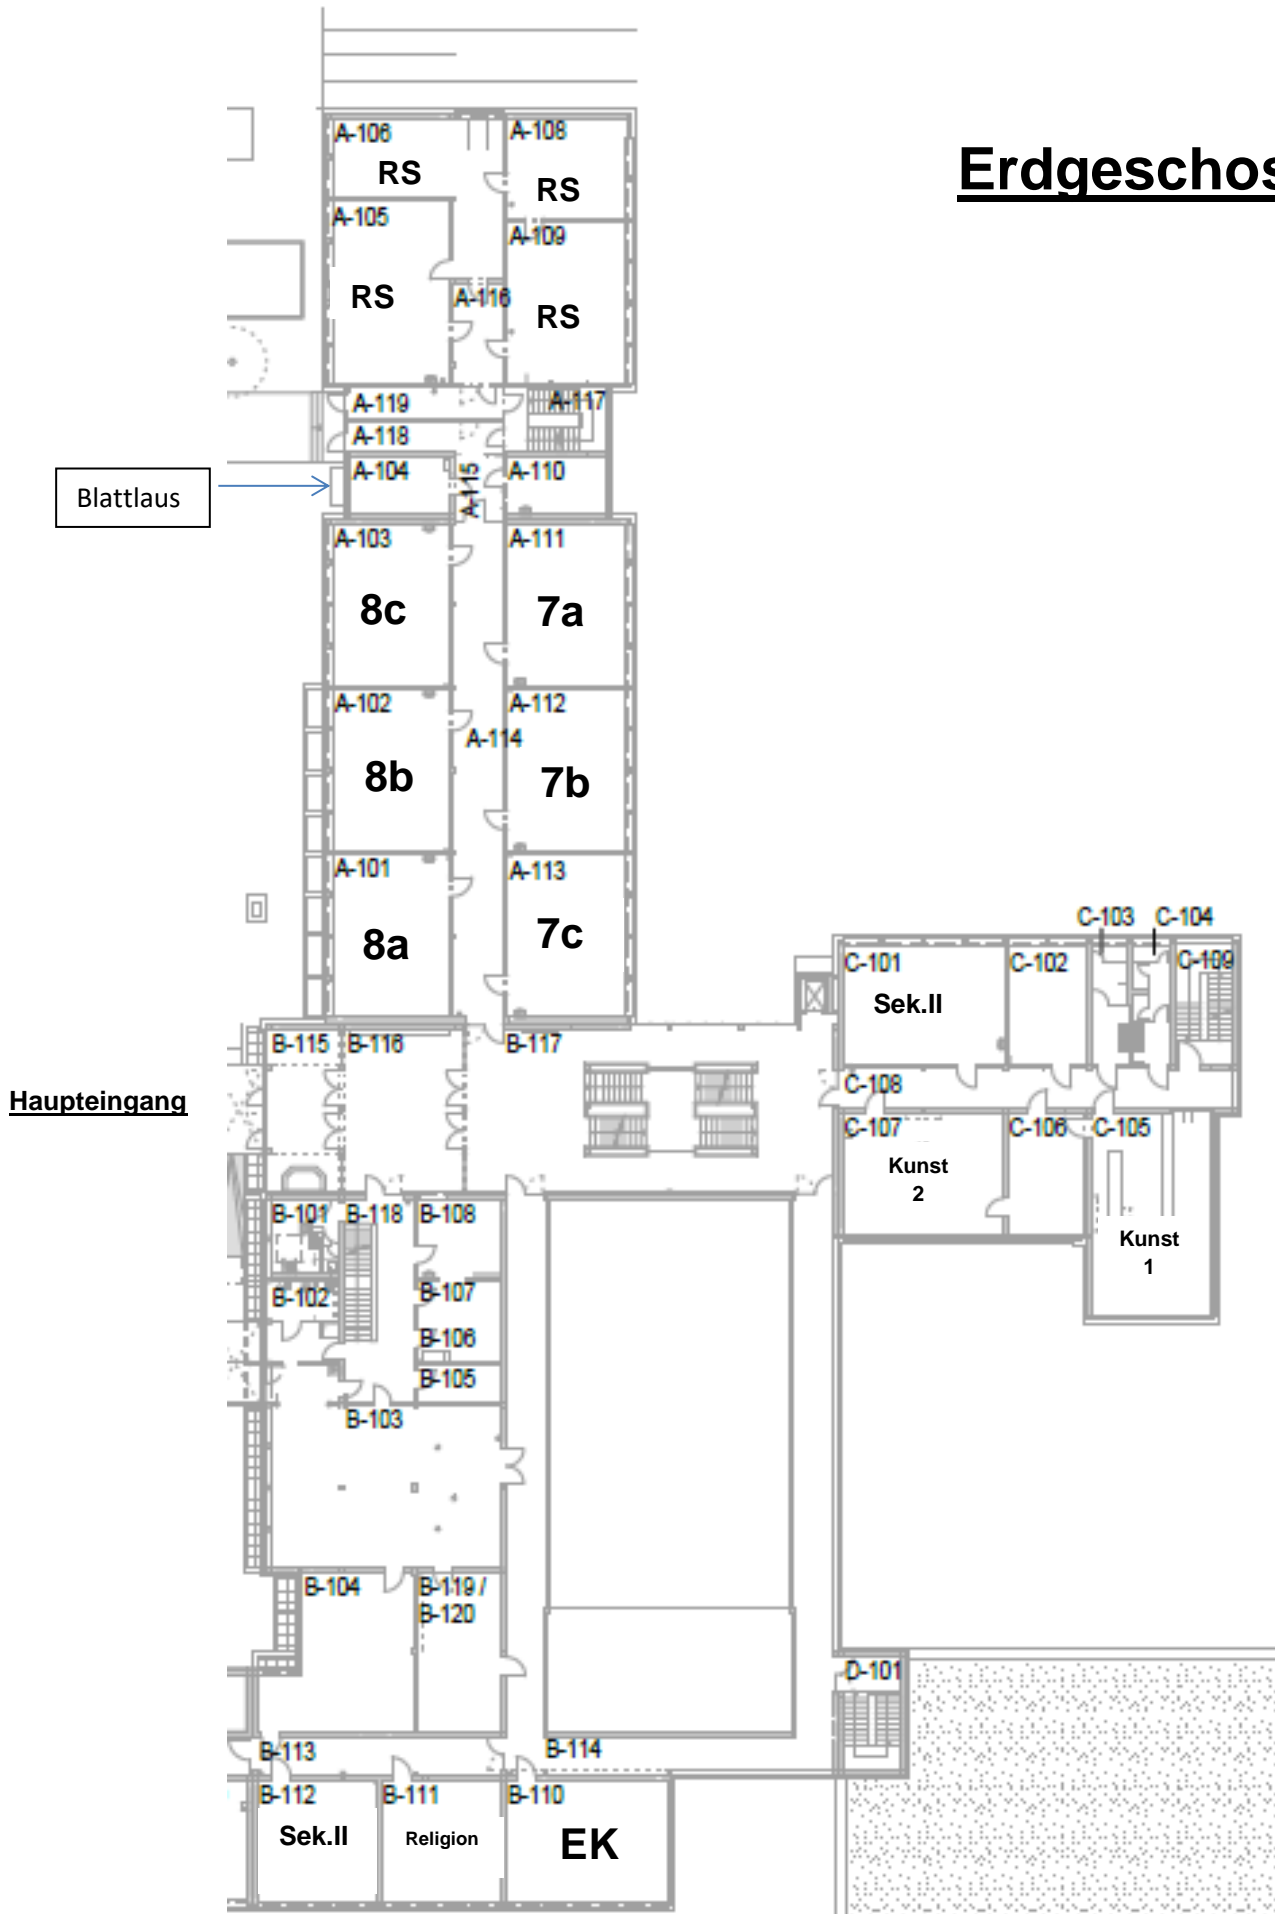 Erdgeschos
A-106
RS
A-108
RS
A-105
RS
A-109
RS
A-116
A-119
A-117
A-118
Blattlaus
A-104
A-115
A-110
A-103
8c
A-111
7a
A-102
8b
A-112
7b
A-114
A-101
8a
A-113
7c
C-103
C-104
C-101
Sek.II
C-102
C-109
B-115
B-116
B-117
C-108
Haupteingang
C-107
Kunst
2
C-106
C-105
Kunst
1
B-101
B-118
B-108
B-102
B-107
B-106
B-105
B-103
B-104
B-119 /
B-120
D-101
B-113
B-114
B-112
Sek.II
B-111
Religion
B-110
EK